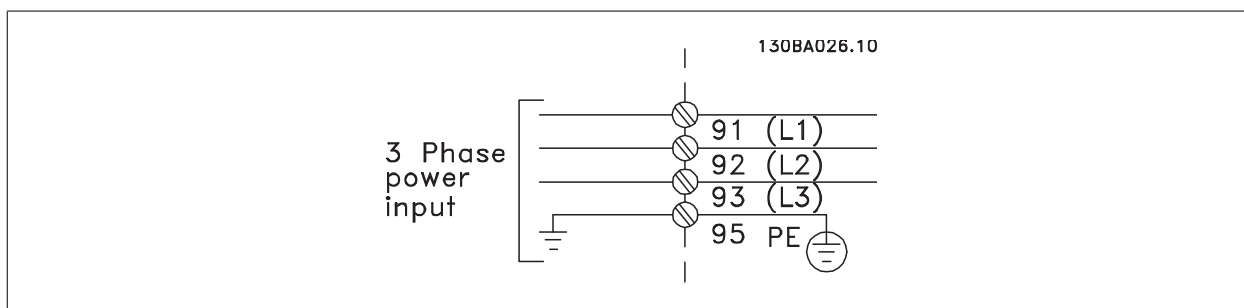 130BA026.10
3 Phase
power
input
91 (L1)
92 (L2)
93 (L3)
95 PE